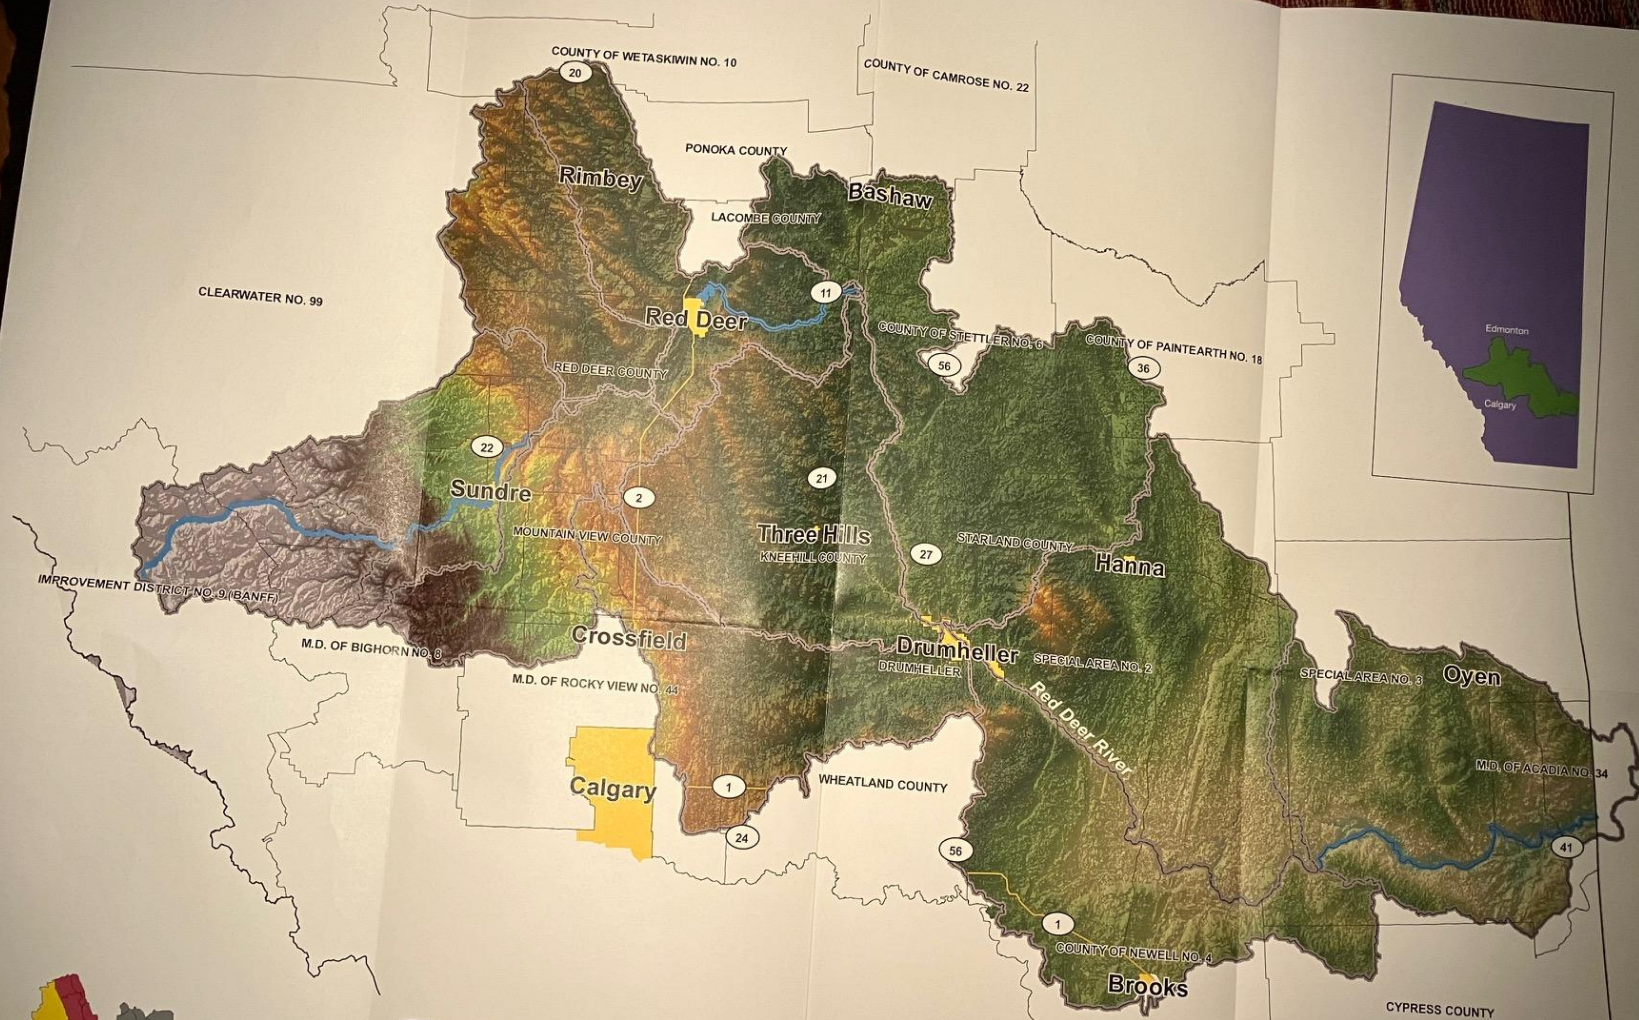 COUNTY OF WETASKIWIN NO. 10
20
COUNTY OF CAMROSE NO. 22
PONOKA COUNTY
Rimbey
Bashaw
LACOMBE COUNTY
CLEARWATER NO. 99
11
Red Deer
COUNTY OF STETTLER NO. 6
COUNTY OF PAINTEARTH NO. 18
Edmonton
56
36
RED DEER COUNTY
Calgary
22
21
Sundre
2
MOUNTAIN VIEW COUNTY
Three Hills
KNEEHILL COUNTY
27
STARLAND COUNTY
Hanna
IMPROVEMENT DISTRICT NO. 9 (BANFF)
Crossfield
M.D. OF BIGHORN NO. 8
Drumheller
DRUMHELLER
SPECIAL AREA NO. 2
SPECIAL AREA NO. 3
Oyen
M.D. OF ROCKY VIEW NO. 44
Red Deer River
M.D. OF ACADIA NO. 34
Calgary
1
WHEATLAND COUNTY
24
56
41
1
COUNTY OF NEWELL NO. 4
Brooks
CYPRESS COUNTY